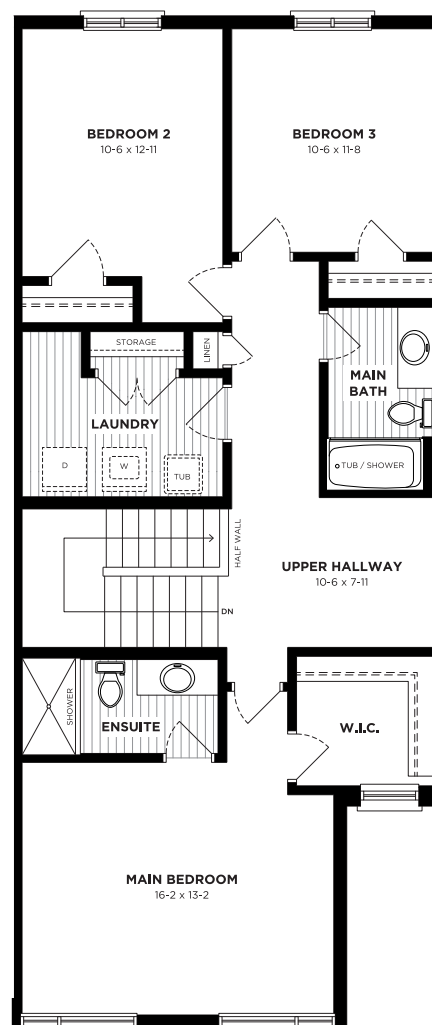 BEDROOM 2
10-6 x 12-11
BEDROOM 3
10-6 x 11-8
STORAGE
LINEN
MAIN
BATH
LAUNDRY
D
W
TUB
TUB / SHOWER
HALF WALL
UPPER HALLWAY
10-6 x 7-11
DN
SHOWER
ENSUITE
W.I.C.
MAIN BEDROOM
16-2 x 13-2